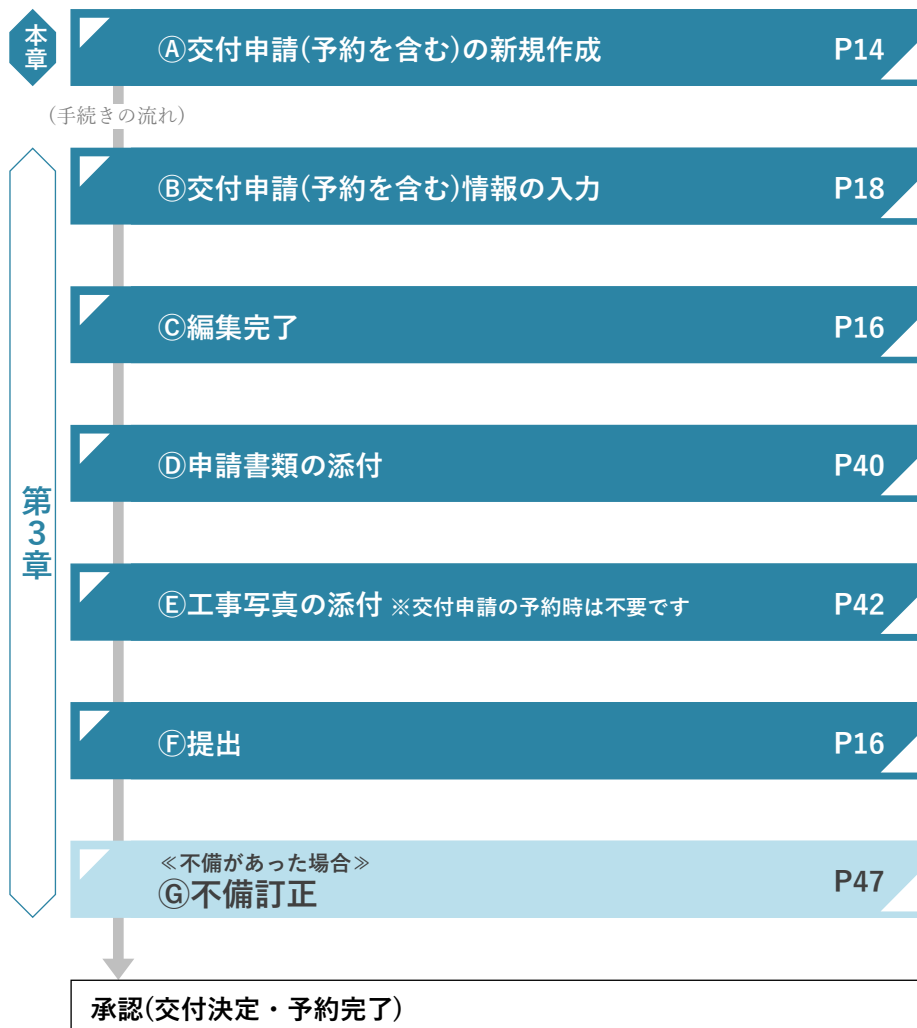 本章
Ⓐ交付申請(予約を含む)の新規作成 P14
(手続きの流れ)
Ⓑ交付申請(予約を含む)情報の入力 P18
Ⓒ編集完了 P16
Ⓓ申請書類の添付 P40
第3章
Ⓔ工事写真の添付 ※交付申請の予約時は不要です P42
Ⓕ提出 P16
≪不備があった場合≫
Ⓖ不備訂正 P47
承認(交付決定・予約完了)